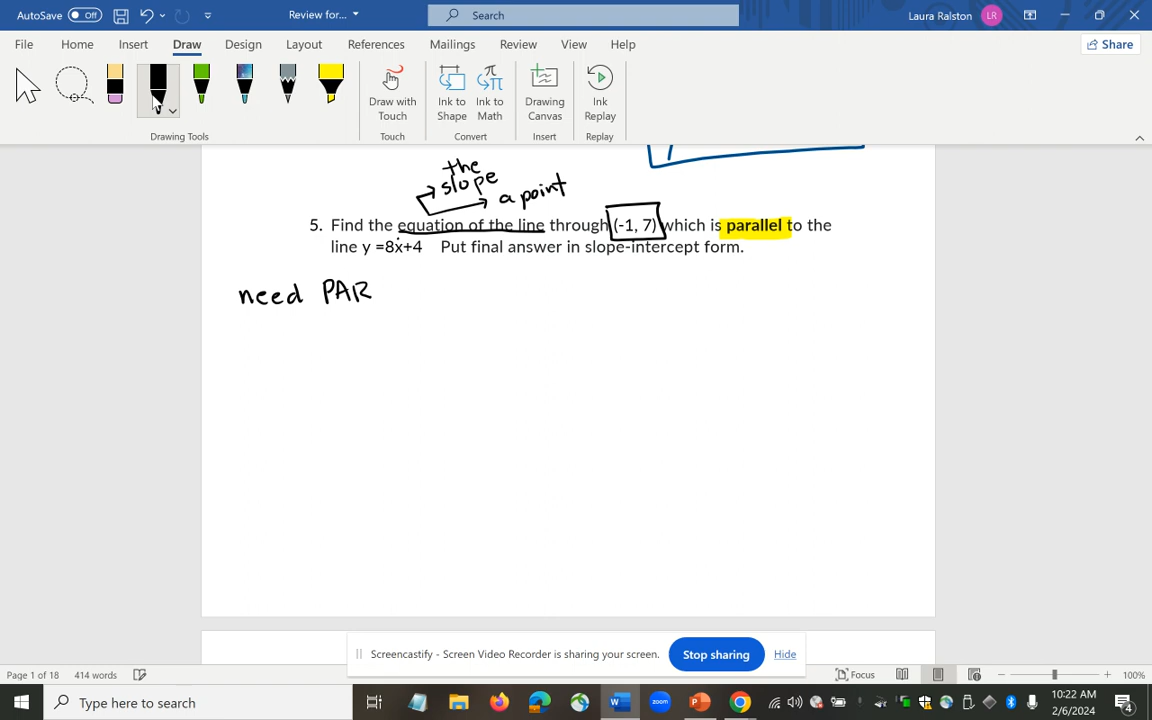 AutoSave Off Review for... Search Laura Ralston LR
File Home Insert Draw Design Layout References Mailings Review View Help Share
Draw with Touch Ink to Shape Ink to Math Drawing Canvas Ink Replay
Drawing Tools Touch Convert Insert Replay
the
slope
a point
5. Find the equation of the line through (-1, 7) which is parallel to the
line y =8x+4 Put final answer in slope-intercept form.
need PAR
Screencastify - Screen Video Recorder is sharing your screen. Stop sharing Hide
Page 1 of 18 414 words Focus 100%
Type here to search zoom 10:22 AM
2/6/2024 4